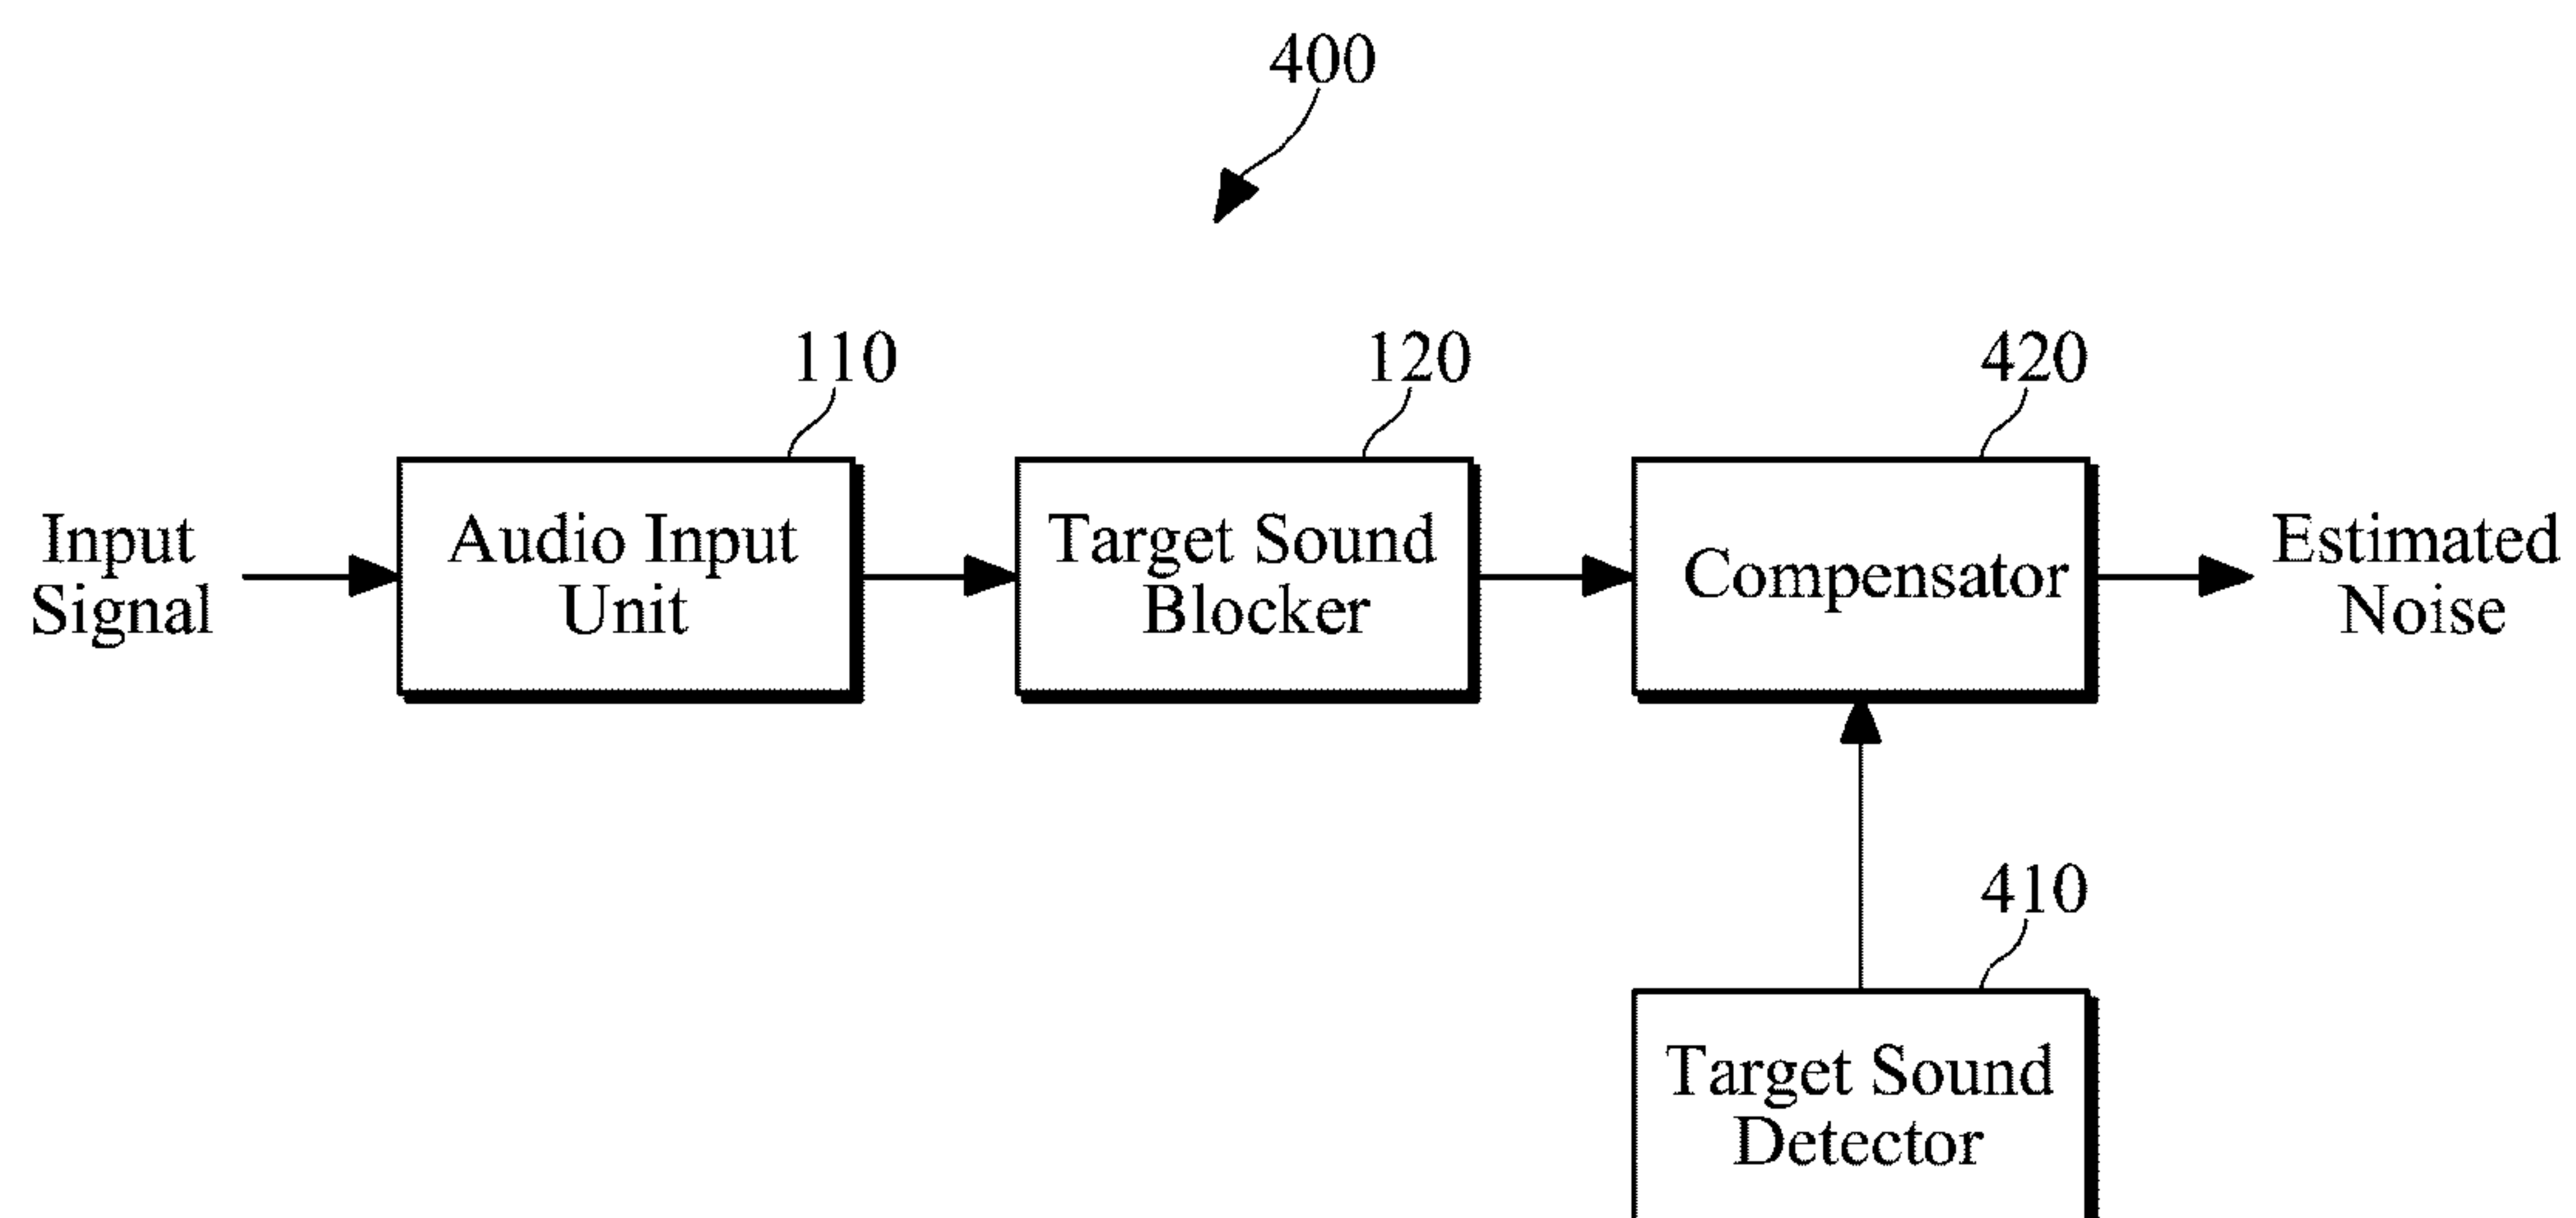 400
110
120
420
Input
Signal
Audio Input
Unit
Target Sound
Blocker
Compensator
Estimated
Noise
410
Target Sound
Detector